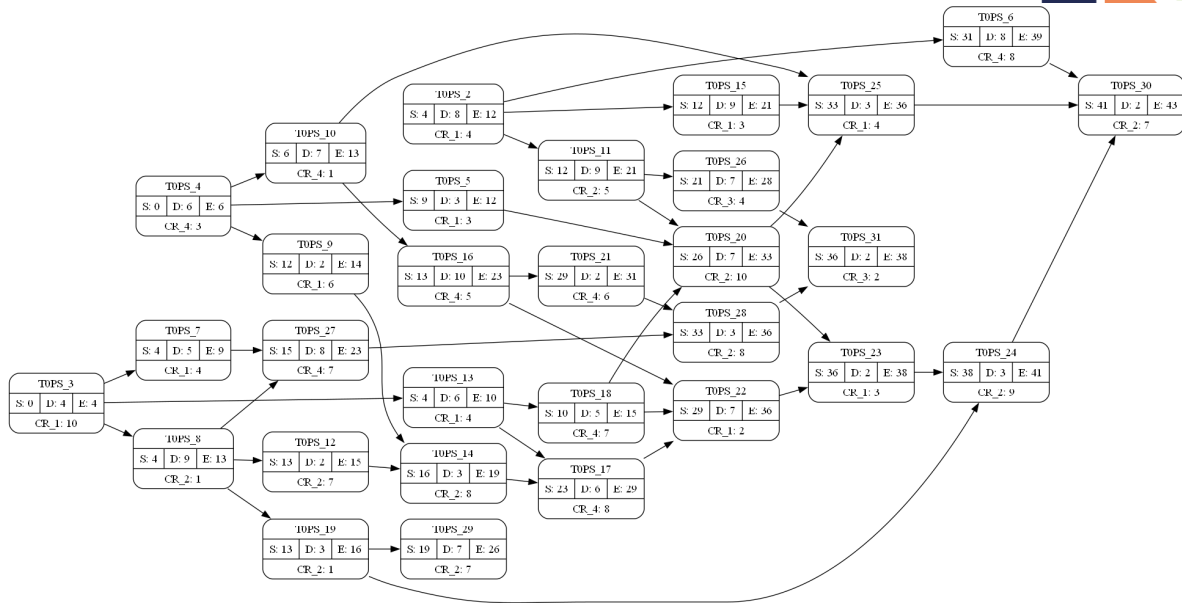 T0PS_6
S: 31 D: 8 E: 39
CR_4: 8
T0PS_2
S: 4 D: 8 E: 12
CR_1: 4
T0PS_15
S: 12 D: 9 E: 21
CR_1: 3
T0PS_25
S: 33 D: 3 E: 36
CR_1: 4
T0PS_30
S: 41 D: 2 E: 43
CR_2: 7
T0PS_10
S: 6 D: 7 E: 13
CR_4: 1
T0PS_11
S: 12 D: 9 E: 21
CR_2: 5
T0PS_26
S: 21 D: 7 E: 28
CR_3: 4
T0PS_4
S: 0 D: 6 E: 6
CR_4: 3
T0PS_5
S: 9 D: 3 E: 12
CR_1: 3
T0PS_9
S: 12 D: 2 E: 14
CR_1: 6
T0PS_16
S: 13 D: 10 E: 23
CR_4: 5
T0PS_21
S: 29 D: 2 E: 31
CR_4: 6
T0PS_20
S: 26 D: 7 E: 33
CR_2: 10
T0PS_31
S: 36 D: 2 E: 38
CR_3: 2
T0PS_7
S: 4 D: 5 E: 9
CR_1: 4
T0PS_27
S: 15 D: 8 E: 23
CR_4: 7
T0PS_28
S: 33 D: 3 E: 36
CR_2: 8
T0PS_3
S: 0 D: 4 E: 4
CR_1: 10
T0PS_13
S: 4 D: 6 E: 10
CR_1: 4
T0PS_18
S: 10 D: 5 E: 15
CR_4: 7
T0PS_22
S: 29 D: 7 E: 36
CR_1: 2
T0PS_23
S: 36 D: 2 E: 38
CR_1: 3
T0PS_24
S: 38 D: 3 E: 41
CR_2: 9
T0PS_8
S: 4 D: 9 E: 13
CR_2: 1
T0PS_12
S: 13 D: 2 E: 15
CR_2: 7
T0PS_14
S: 16 D: 3 E: 19
CR_2: 8
T0PS_17
S: 23 D: 6 E: 29
CR_4: 8
T0PS_19
S: 13 D: 3 E: 16
CR_2: 1
T0PS_29
S: 19 D: 7 E: 26
CR_2: 7